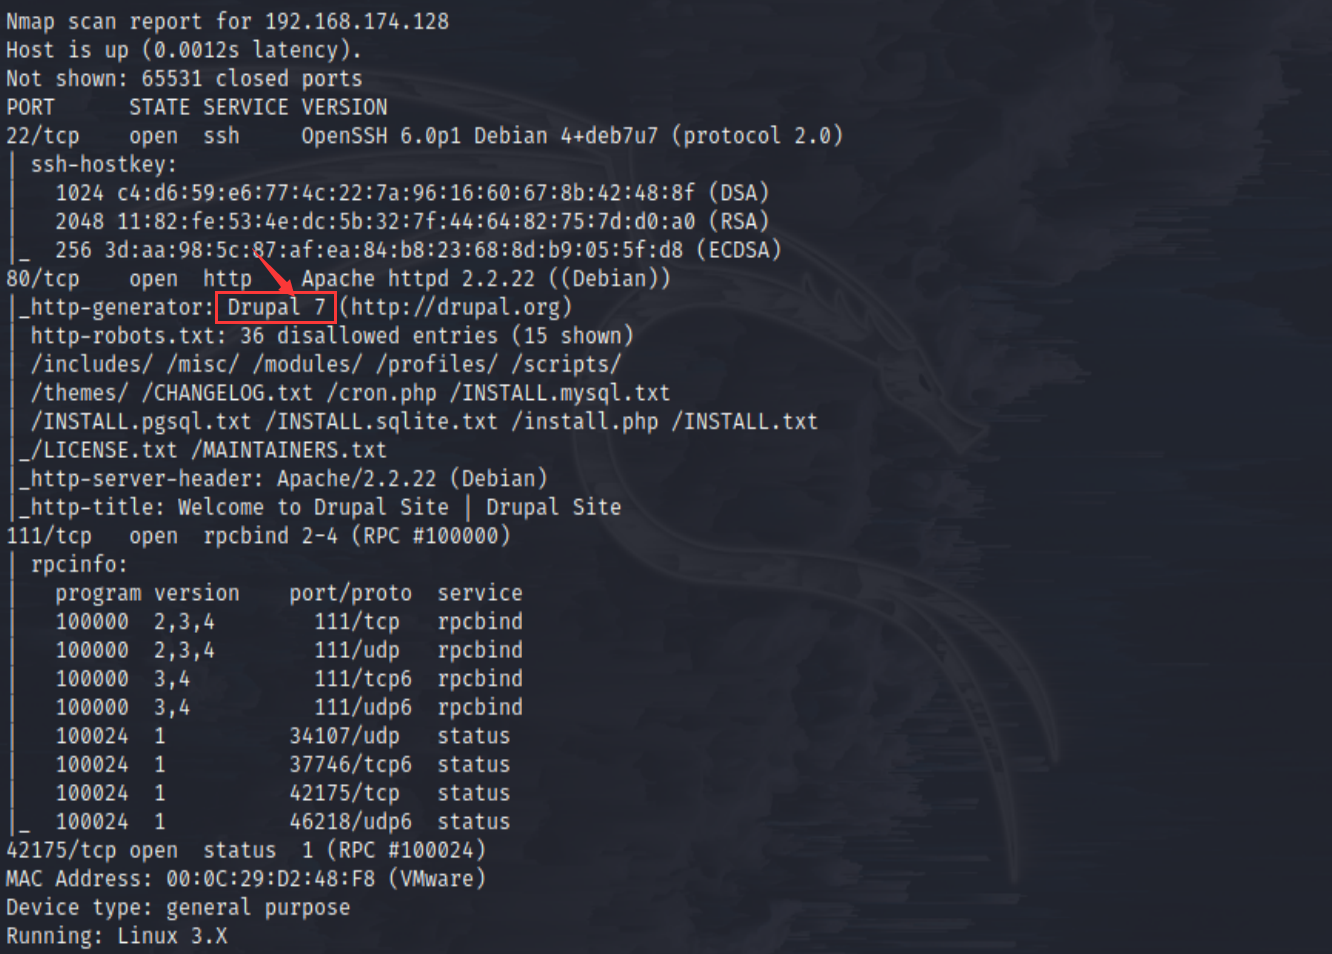 Nmap scan report for 192.168.174.128
Host is up (0.0012s latency).
Not shown: 65531 closed ports
PORT      STATE SERVICE VERSION
22/tcp    open  ssh     OpenSSH 6.0p1 Debian 4+deb7u7 (protocol 2.0)
| ssh-hostkey:
|   1024 c4:d6:59:e6:77:4c:22:7a:96:16:60:67:8b:42:48:8f (DSA)
|   2048 11:82:fe:53:4e:dc:5b:32:7f:44:64:82:75:7d:d0:a0 (RSA)
|_  256 3d:aa:98:5c:87:af:ea:84:b8:23:68:8d:b9:05:5f:d8 (ECDSA)
80/tcp    open  http    Apache httpd 2.2.22 ((Debian))
|_http-generator: Drupal 7 (http://drupal.org)
| http-robots.txt: 36 disallowed entries (15 shown)
| /includes/ /misc/ /modules/ /profiles/ /scripts/
| /themes/ /CHANGELOG.txt /cron.php /INSTALL.mysql.txt
| /INSTALL.pgsql.txt /INSTALL.sqlite.txt /install.php /INSTALL.txt
|_/LICENSE.txt /MAINTAINERS.txt
|_http-server-header: Apache/2.2.22 (Debian)
|_http-title: Welcome to Drupal Site | Drupal Site
111/tcp   open  rpcbind 2-4 (RPC #100000)
| rpcinfo:
|   program version    port/proto  service
|   100000  2,3,4        111/tcp   rpcbind
|   100000  2,3,4        111/udp   rpcbind
|   100000  3,4          111/tcp6  rpcbind
|   100000  3,4          111/udp6  rpcbind
|   100024  1          34107/udp   status
|   100024  1          37746/tcp6  status
|   100024  1          42175/tcp   status
|_  100024  1          46218/udp6  status
42175/tcp open  status  1 (RPC #100024)
MAC Address: 00:0C:29:D2:48:F8 (VMware)
Device type: general purpose
Running: Linux 3.X